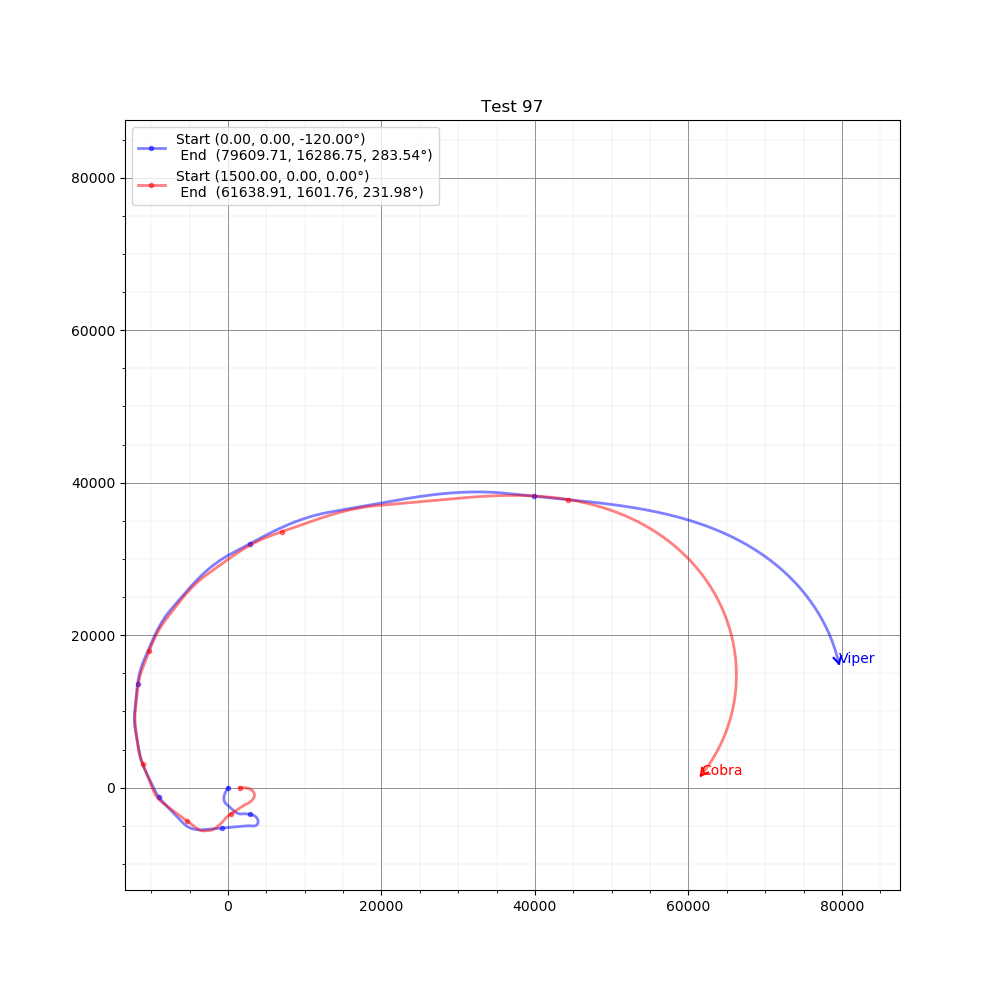 Test 97
Start (0.00, 0.00, -120.00°)
End (79609.71, 16286.75, 283.54°)
Start (1500.00, 0.00, 0.00°)
End (61638.91, 1601.76, 231.98°)
80000
60000
40000
20000
0
Viper
Cobra
0 20000 40000 60000 80000